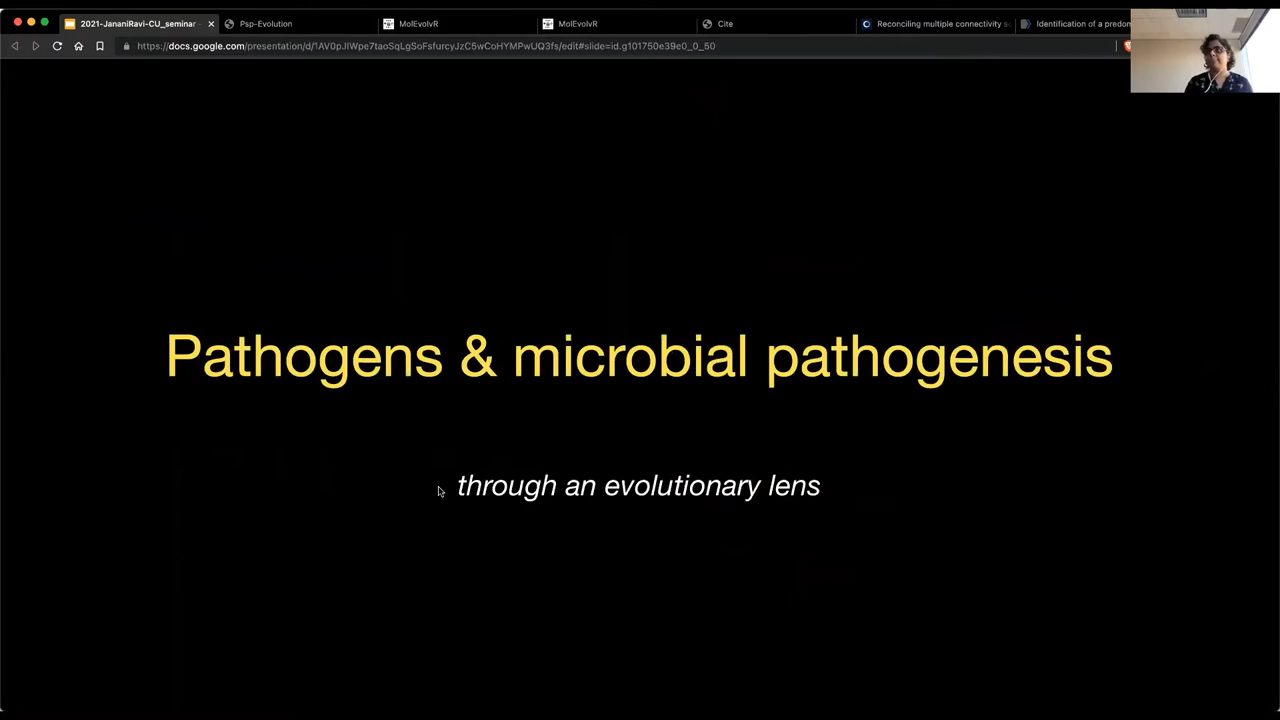 2021-JananiRavi-CU_seminar -
Psp-Evolution
MolEvolvR
MolEvolvR
Cite
Reconciling multiple connectivity s
Identification of a predom
https://docs.google.com/presentation/d/1AV0pJIWpe7taoSqLgSoFsfurcyJzC5wCoHYMPwUQ3fs/edit#slide=id.g101750e39e0_0_50
Pathogens & microbial pathogenesis
through an evolutionary lens